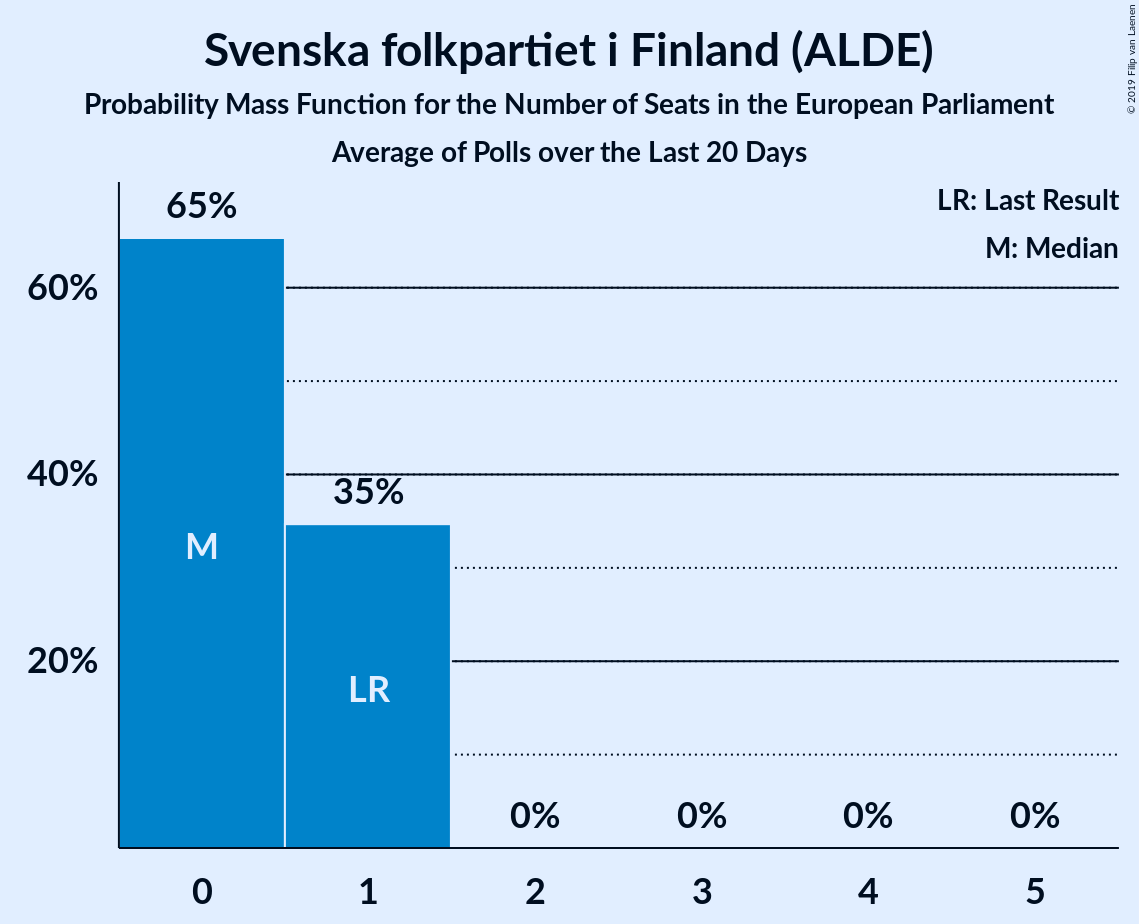 Svenska folkpartiet i Finland (ALDE)
Probability Mass Function for the Number of Seats in the European Parliament
Average of Polls over the Last 20 Days
© 2019 Filip van Laenen
LR: Last Result
M: Median
65%
60%
40%
35%
M
LR
20%
0% 0% 0% 0%
0 1 2 3 4 5